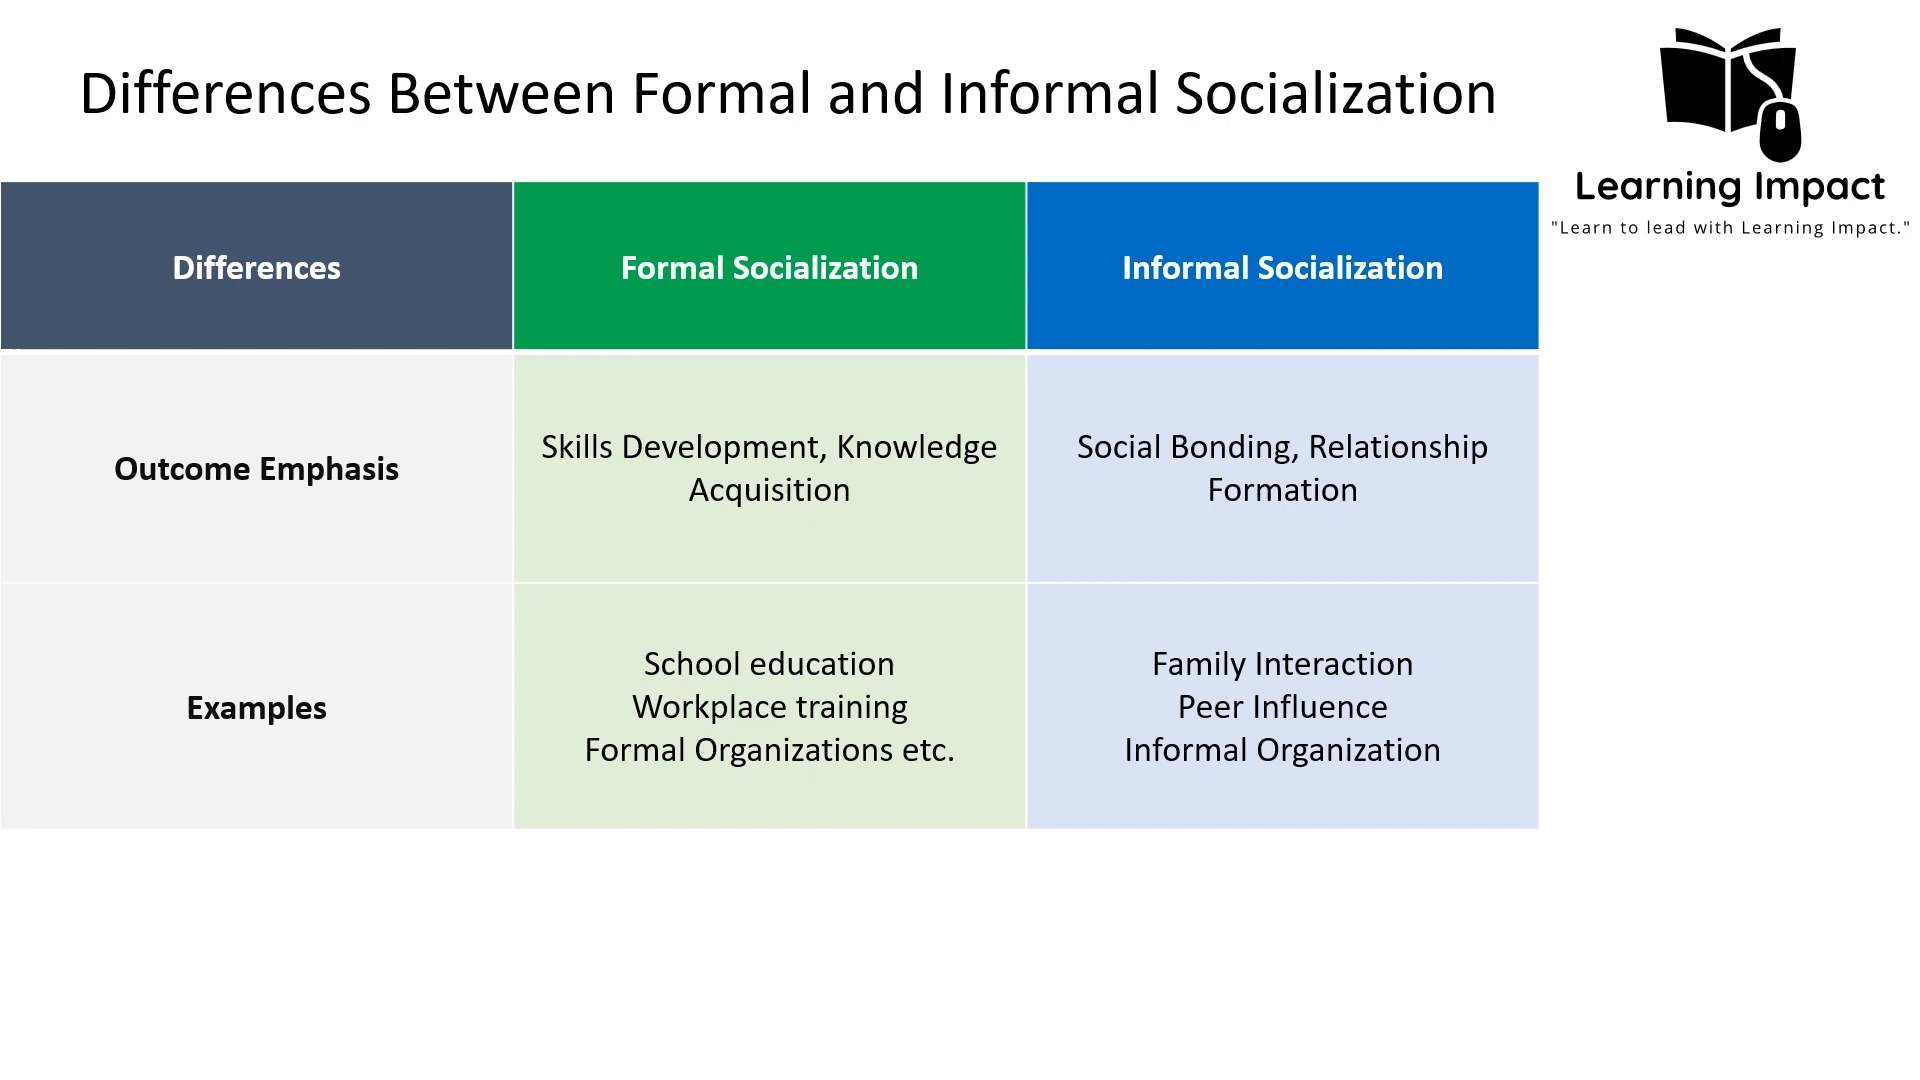 Differences Between Formal and Informal Socialization
Learning Impact
"Learn to lead with Learning Impact."
Differences
Formal Socialization
Informal Socialization
Outcome Emphasis
Skills Development, Knowledge
Acquisition
Social Bonding, Relationship
Formation
Examples
School education
Workplace training
Formal Organizations etc.
Family Interaction
Peer Influence
Informal Organization